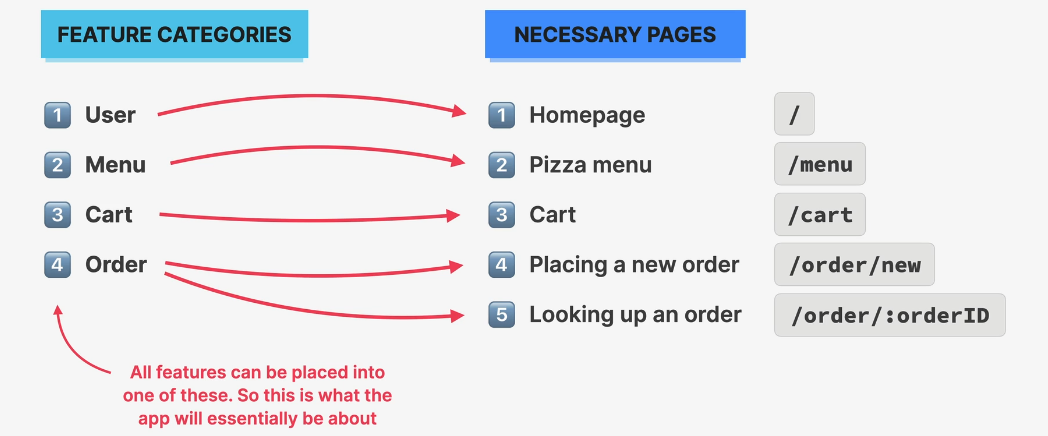 FEATURE CATEGORIES
NECESSARY PAGES
1 User
1 Homepage /
2 Menu
2 Pizza menu /menu
3 Cart
3 Cart /cart
4 Order
4 Placing a new order /order/new
5 Looking up an order /order/:orderID
All features can be placed into
one of these. So this is what the
app will essentially be about